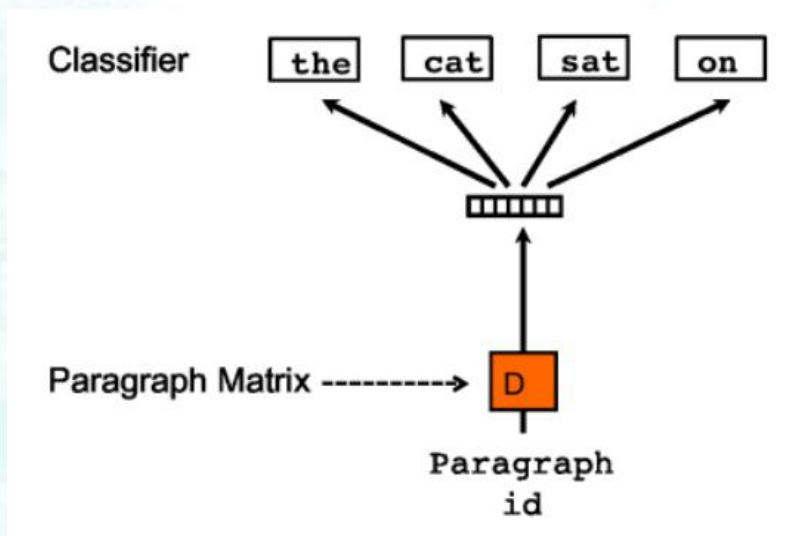 Classifier
the cat sat on
Paragraph Matrix
D
Paragraph
id